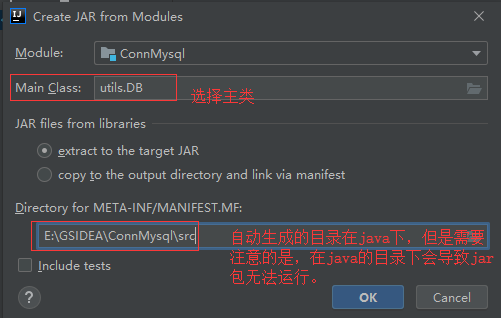 Create JAR from Modules
Module: ConnMysql
Main Class: utils.DB
选择主类
JAR files from libraries
extract to the target JAR
copy to the output directory and link via manifest
Directory for META-INF/MANIFEST.MF:
E:\GSIDEA\ConnMysql\src
自动生成的目录在java下，但是需要
注意的是，在java的目录下会导致jar
包无法运行。
Include tests
?
OK
Cancel